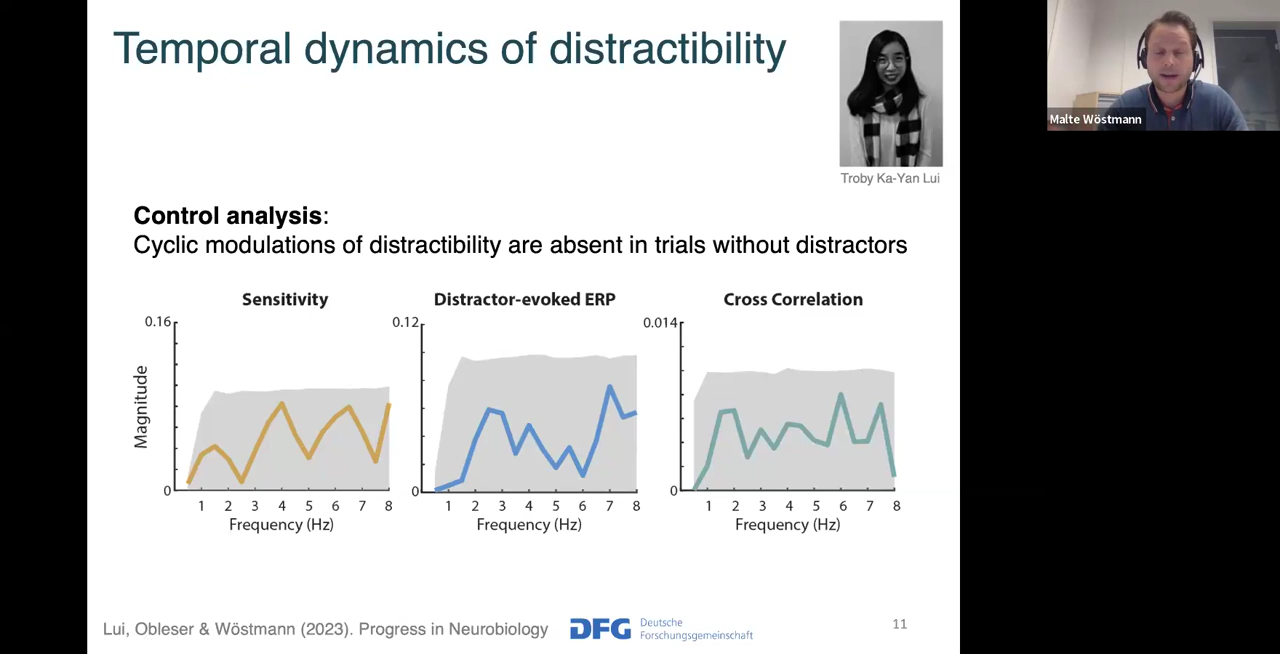 Temporal dynamics of distractibility
Troby Ka-Yan Lui
Malte Wöstmann
Control analysis:
Cyclic modulations of distractibility are absent in trials without distractors
Sensitivity
0.16
Magnitude
0
1 2 3 4 5 6 7 8
Frequency (Hz)
Distractor-evoked ERP
0.12
0
1 2 3 4 5 6 7 8
Frequency (Hz)
Cross Correlation
0.014
0
1 2 3 4 5 6 7 8
Frequency (Hz)
Lui, Obleser & Wöstmann (2023). Progress in Neurobiology
DFG
Deutsche
Forschungsgemeinschaft
11